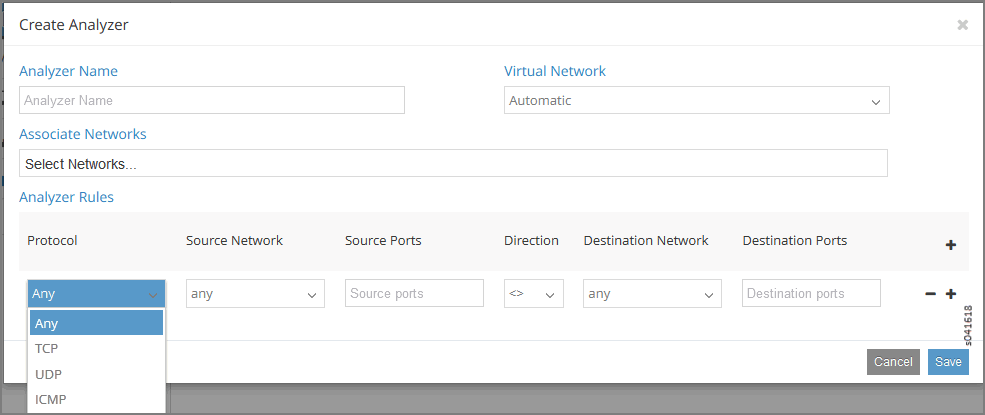 Create Analyzer ×
Analyzer Name Virtual Network
Analyzer Name Automatic
Associate Networks
Select Networks...
Analyzer Rules
Protocol Source Network Source Ports Direction Destination Network Destination Ports +
Any any Source ports <> any Destination ports − +
Any
TCP
UDP
ICMP
s041618
Cancel Save